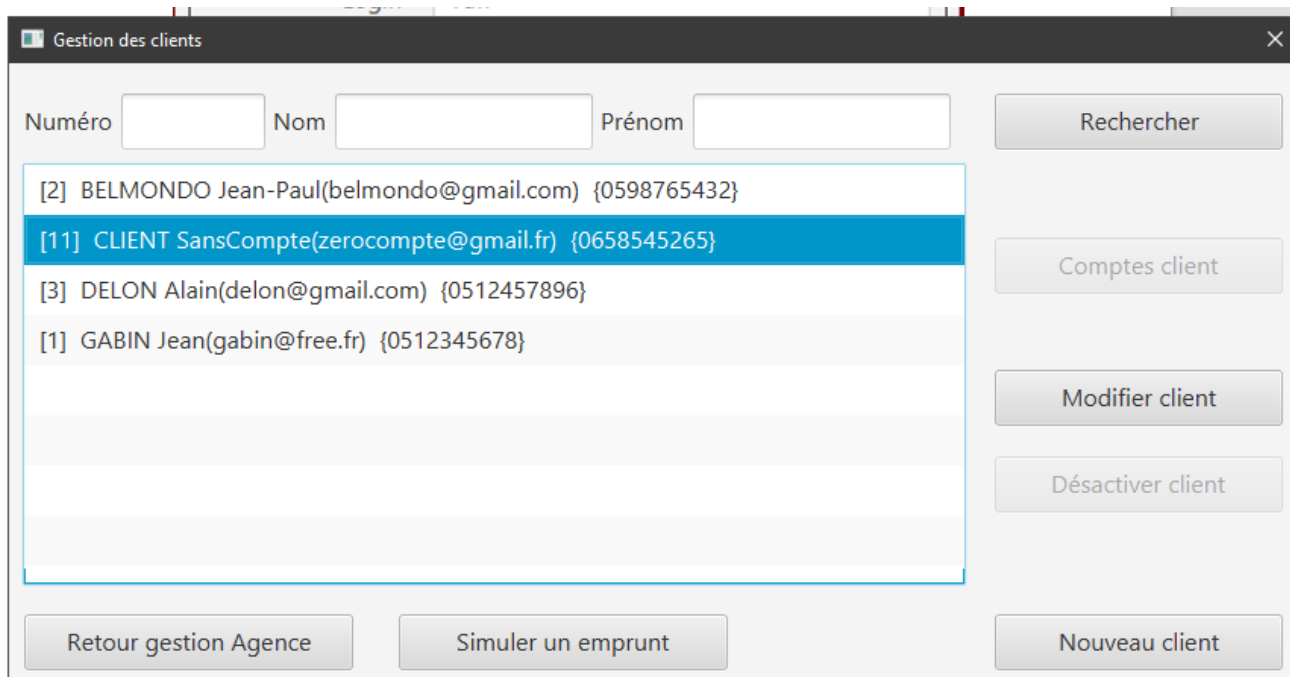 Gestion des clients
Numéro Nom Prénom Rechercher
[2] BELMONDO Jean-Paul(belmondo@gmail.com) {0598765432}
[11] CLIENT SansCompte(zerocompte@gmail.fr) {0658545265}
Comptes client
[3] DELON Alain(delon@gmail.com) {0512457896}
[1] GABIN Jean(gabin@free.fr) {0512345678}
Modifier client
Désactiver client
Retour gestion Agence Simuler un emprunt Nouveau client